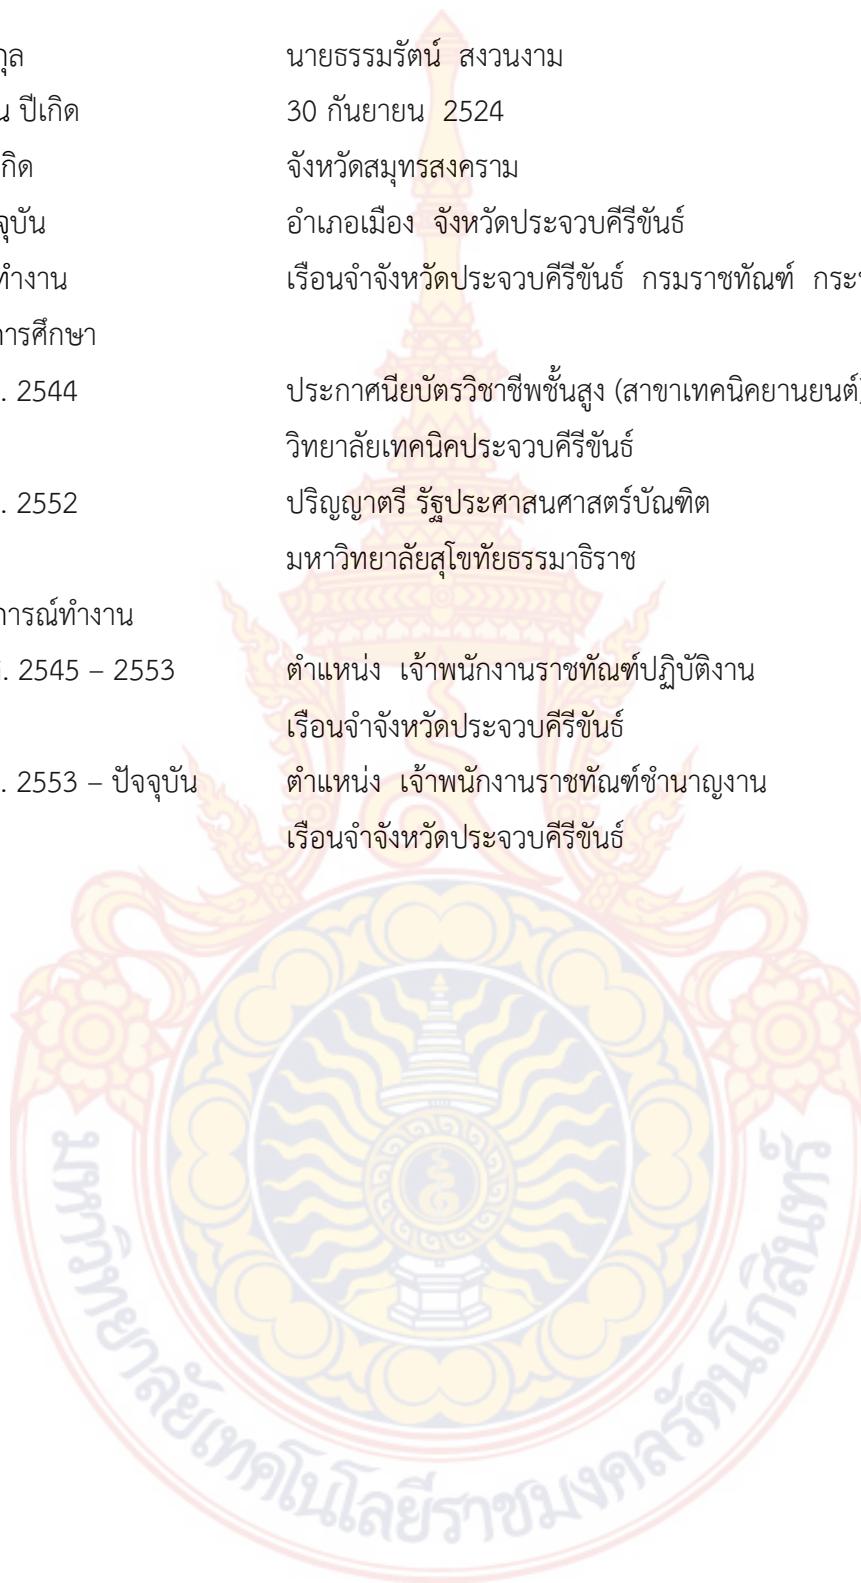 กุล นายธรรมรัตน์ สงวนงาม
น ปีเกิด 30 กันยายน 2524
กิด จังหวัดสมุทรสงคราม
จุบัน อำเภอเมือง จังหวัดประจวบคีรีขันธ์
ทำงาน เรือนจำจังหวัดประจวบคีรีขันธ์ กรมราชทัณฑ์ กระ
การศึกษา
. 2544 ประกาศนียบัตรวิชาชีพชั้นสูง (สาขาเทคนิคยานยนต์)
วิทยาลัยเทคนิคประจวบคีรีขันธ์
. 2552 ปริญญาตรี รัฐประศาสนศาสตร์บัณฑิต
มหาวิทยาลัยสุโขทัยธรรมาธิราช
การณ์ทำงาน
. 2545 – 2553 ตำแหน่ง เจ้าพนักงานราชทัณฑ์ปฏิบัติงาน
เรือนจำจังหวัดประจวบคีรีขันธ์
. 2553 – ปัจจุบัน ตำแหน่ง เจ้าพนักงานราชทัณฑ์ชำนาญงาน
เรือนจำจังหวัดประจวบคีรีขันธ์
มหาวิทยาลัยเทคโนโลยีราชมงคลรัตนโกสินทร์